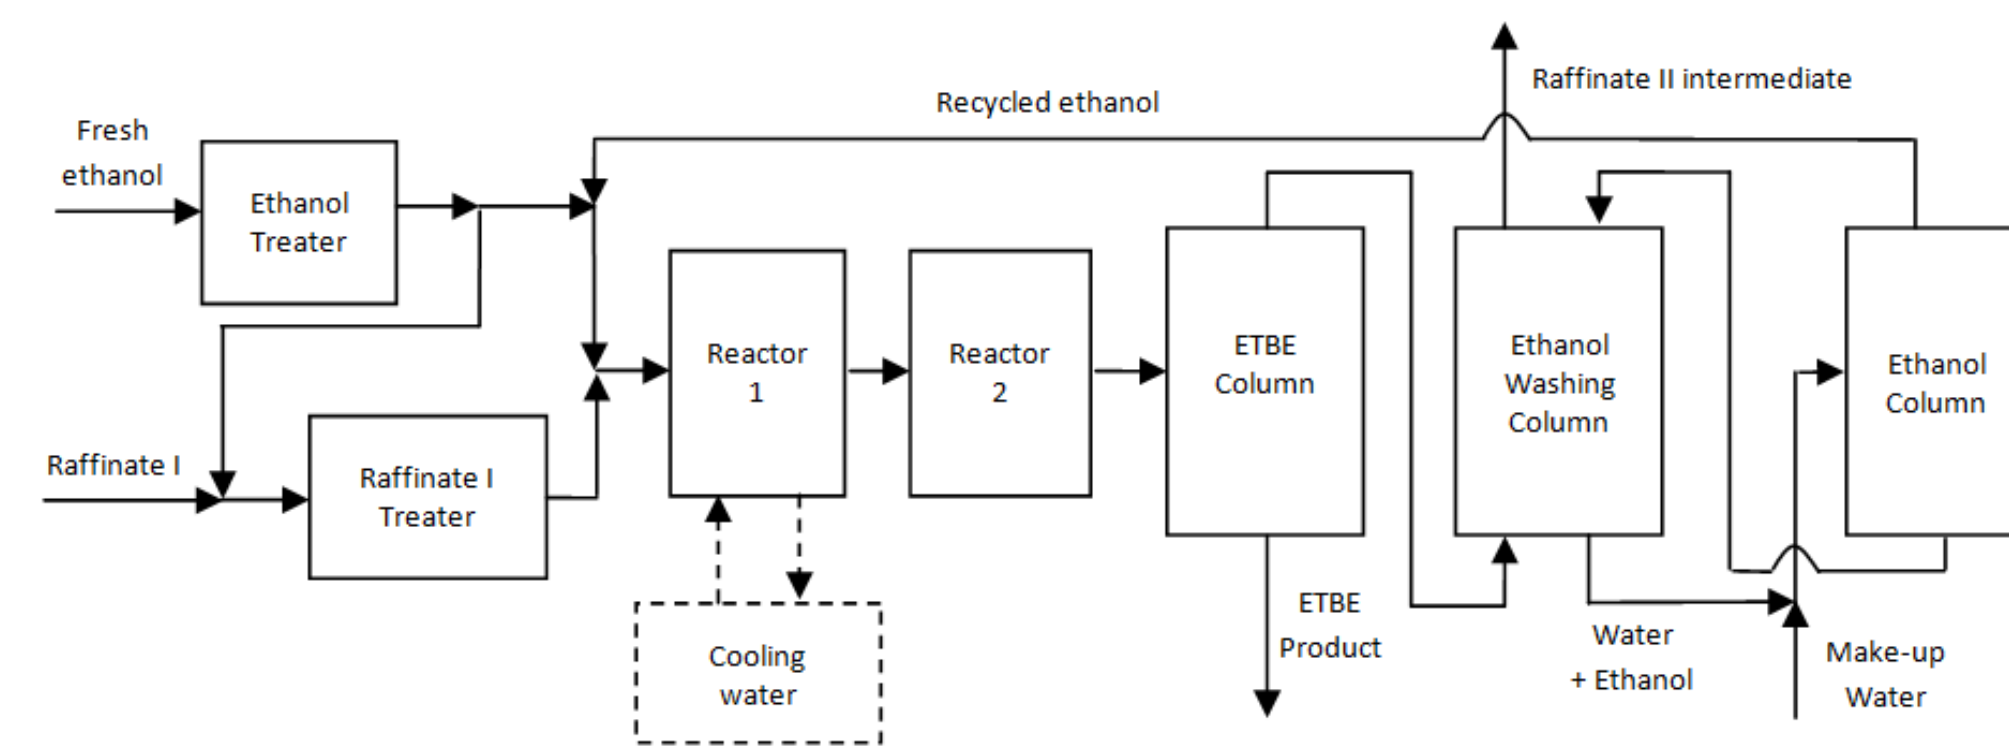 Raffinate II intermediate
Recycled ethanol
Fresh
ethanol
Ethanol
Treater
Reactor
1
Reactor
2
ETBE
Column
Ethanol
Washing
Column
Ethanol
Column
Raffinate I
Raffinate I
Treater
Cooling
water
ETBE
Product
Water
+ Ethanol
Make-up
Water